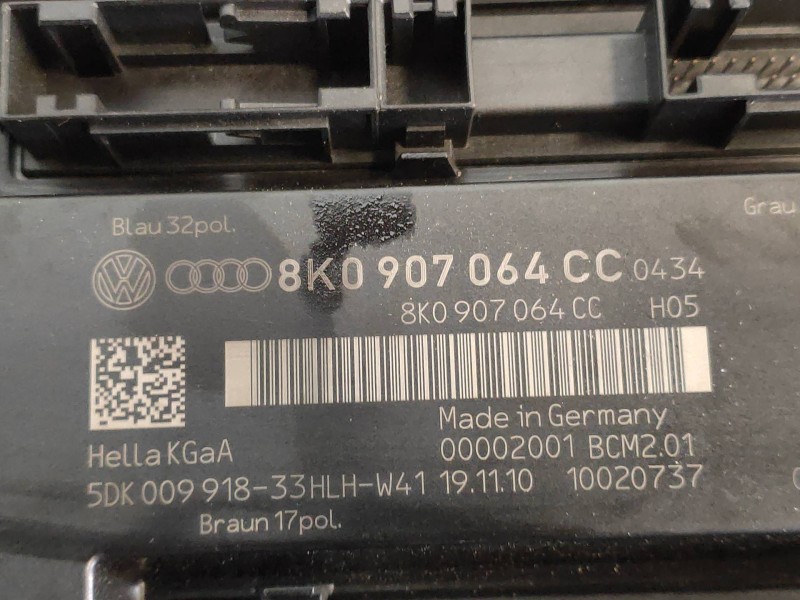 Blau 32pol.
Grau
VW 8K0 907 064 CC 0434
8K0 907 064 CC H05
Made in Germany
Hella KGaA 00002001 BCM2.01
5DK 009 918-33HLH-W41 19.11.10 10020737
Braun 17pol.